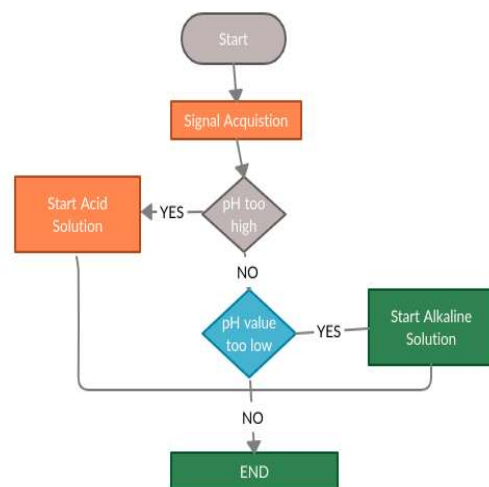 Start
Signal Acquistion
pH too
high
YES
Start Acid
Solution
NO
pH value
too low
YES
Start Alkaline
Solution
NO
END